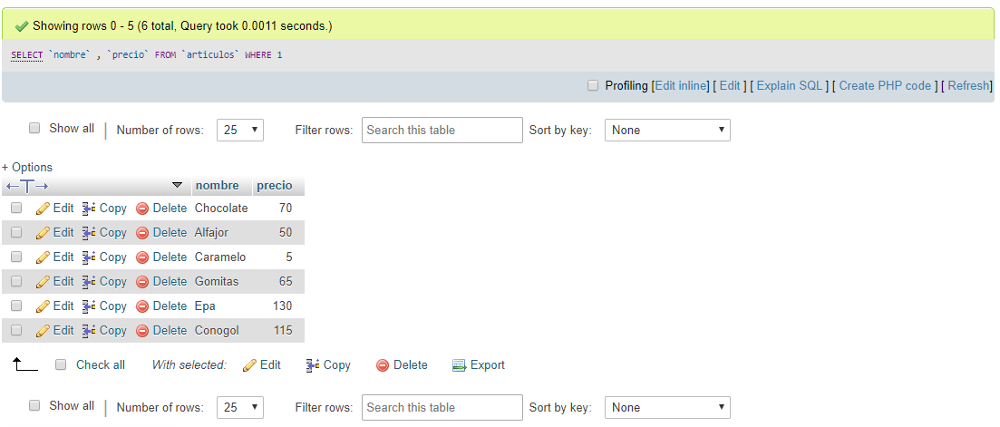 Showing rows 0 - 5 (6 total, Query took 0.0011 seconds.)
SELECT `nombre` , `precio` FROM `articulos` WHERE 1
Profiling [Edit inline] [ Edit ] [ Explain SQL ] [ Create PHP code ] [ Refresh]
Show all Number of rows: 25 Filter rows: Search this table Sort by key: None
+ Options
nombre precio
Edit Copy Delete Chocolate 70
Edit Copy Delete Alfajor 50
Edit Copy Delete Caramelo 5
Edit Copy Delete Gomitas 65
Edit Copy Delete Epa 130
Edit Copy Delete Conogol 115
Check all With selected: Edit Copy Delete Export
Show all Number of rows: 25 Filter rows: Search this table Sort by key: None